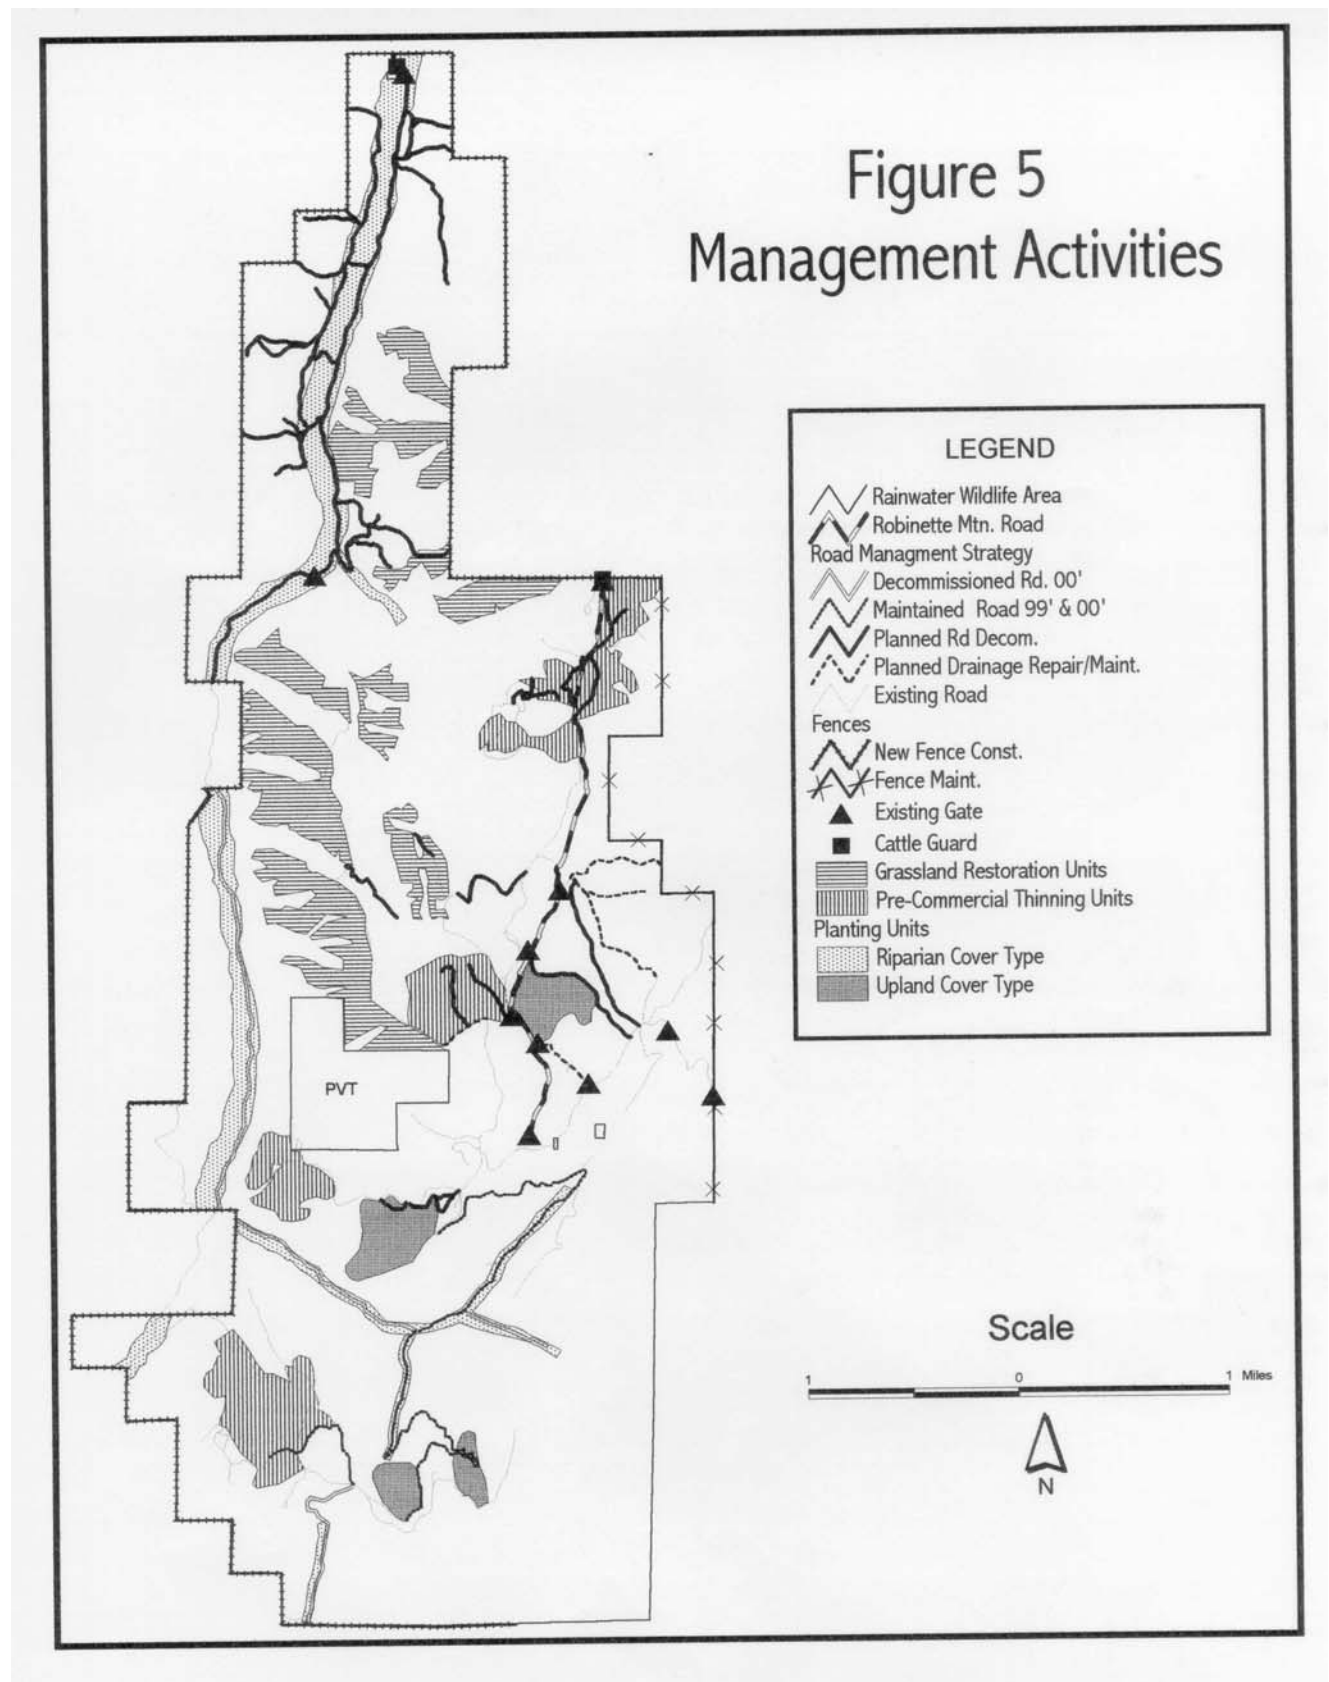 Figure 5
Management Activities
LEGEND
Rainwater Wildlife Area
Robinette Mtn. Road
Road Managment Strategy
Decommissioned Rd. 00'
Maintained Road 99' & 00'
Planned Rd Decom.
Planned Drainage Repair/Maint.
Existing Road
Fences
New Fence Const.
Fence Maint.
Existing Gate
Cattle Guard
Grassland Restoration Units
Pre-Commercial Thinning Units
Planting Units
Riparian Cover Type
Upland Cover Type
PVT
Scale
1 0 1 Miles
N